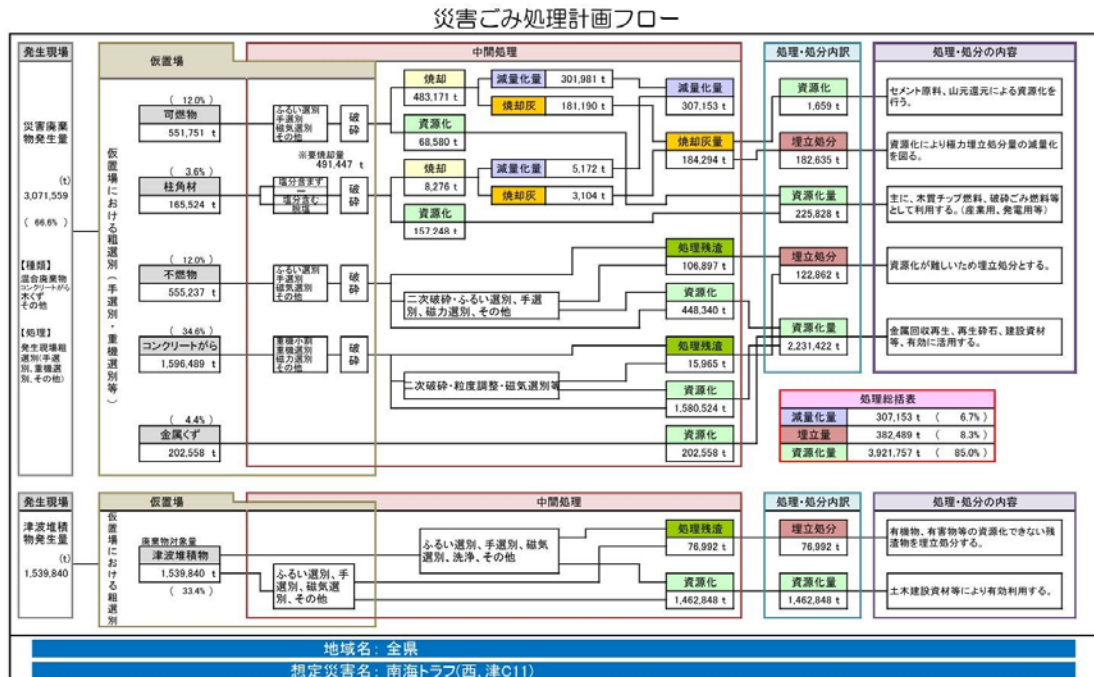 災害ごみ処理計画フロー
発生現場
仮置場
中間処理
処理・処分内訳
処理・処分の内容
災害廃棄
物発生量
(t)
3,071,559
( 66.6% )
【種類】
混合廃棄物
コンクリートがら
木くず
その他
【処理】
発生現場粗
選別(手選
別、重機選
別、その他)
仮置場における粗選別(手選別・重機選別等)
( 12.0% )
可燃物
551,751 t
ふるい選別
手選別
磁気選別
その他
破砕
※要焼却量
491,447 t
( 3.6% )
柱角材
165,524 t
塩分含まず
塩分含む
脱塩
破砕
( 12.0% )
不燃物
555,237 t
ふるい選別
手選別
磁気選別
その他
破砕
( 34.6% )
コンクリートがら
1,596,489 t
重機小割
重機選別
磁力選別
その他
破砕
( 4.4% )
金属くず
202,558 t
焼却
483,171 t
減量化量 301,981 t
焼却灰 181,190 t
資源化
68,580 t
焼却
8,276 t
減量化量 5,172 t
焼却灰 3,104 t
資源化
157,248 t
二次破砕・ふるい選別、手選
別、磁力選別、その他
二次破砕・粒度調整・磁気選別等
減量化量
307,153 t
焼却灰量
184,294 t
処理残渣
106,897 t
資源化
448,340 t
処理残渣
15,965 t
資源化
1,580,524 t
資源化
202,558 t
資源化
1,659 t
埋立処分
182,635 t
資源化量
225,828 t
埋立処分
122,862 t
資源化量
2,231,422 t
セメント原料、山元還元による資源化を
行う。
資源化により極力埋立処分量の減量化
を図る。
主に、木質チップ燃料、破砕ごみ燃料等
として利用する。(産業用、発電用等)
資源化が難しいため埋立処分とする。
金属回収再生、再生砕石、建設資材
等、有効に活用する。
処理総括表
減量化量 307,153 t ( 6.7% )
埋立量 382,489 t ( 8.3% )
資源化量 3,921,757 t ( 85.0% )
発生現場
仮置場
中間処理
処理・処分内訳
処理・処分の内容
津波堆積
物発生量
(t)
1,539,840
仮置場における粗選別
廃棄物対象量
津波堆積物
1,539,840 t
( 33.4% )
ふるい選別、手選
別、磁気選
別、その他
ふるい選別、手選別、磁気
選別、洗浄、その他
処理残渣
76,992 t
資源化
1,462,848 t
埋立処分
76,992 t
資源化量
1,462,848 t
有機物、有害物等の資源化できない残
渣物を埋立処分する。
土木建設資材等により有効利用する。
地域名: 全県
想定災害名: 南海トラフ(西, 津C11)